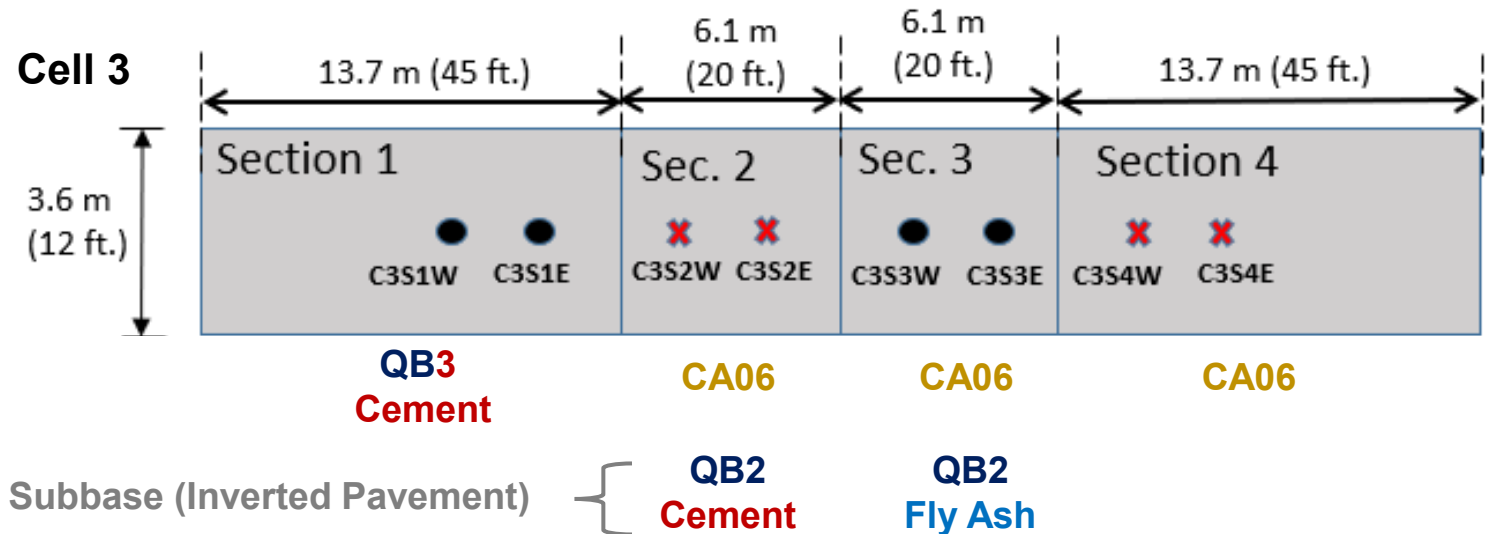 Cell 3
13.7 m (45 ft.)
6.1 m
(20 ft.)
6.1 m
(20 ft.)
13.7 m (45 ft.)
3.6 m
(12 ft.)
Section 1
Sec. 2
Sec. 3
Section 4
C3S1W
C3S1E
C3S2W
C3S2E
C3S3W
C3S3E
C3S4W
C3S4E
QB3
Cement
CA06
CA06
CA06
Subbase (Inverted Pavement)
QB2
Cement
QB2
Fly Ash